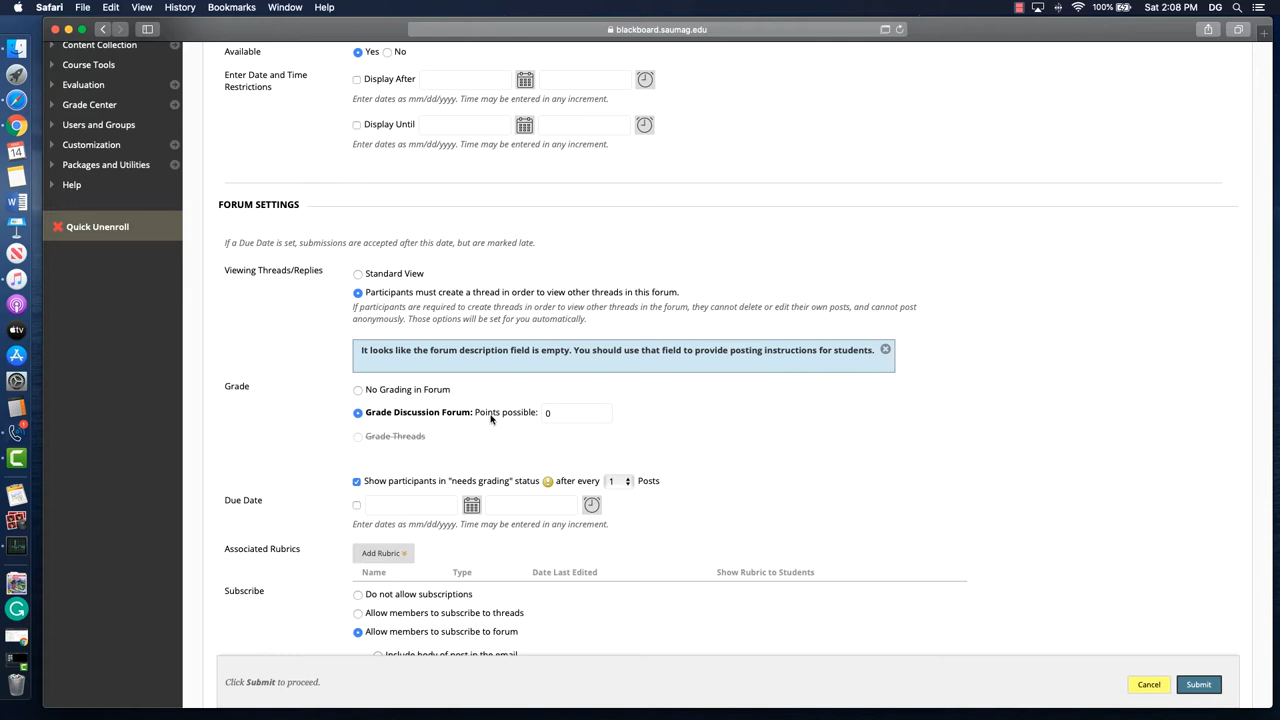 Safari File Edit View History Bookmarks Window Help
100% Sat 2:08 PM DG
blackboard.saumag.edu
Content Collection
Course Tools
Evaluation
Grade Center
Users and Groups
Customization
Packages and Utilities
Help
Quick Unenroll
Available Yes No
Enter Date and Time Restrictions
Display After
Enter dates as mm/dd/yyyy. Time may be entered in any increment.
Display Until
Enter dates as mm/dd/yyyy. Time may be entered in any increment.
FORUM SETTINGS
If a Due Date is set, submissions are accepted after this date, but are marked late.
Viewing Threads/Replies
Standard View
Participants must create a thread in order to view other threads in this forum.
If participants are required to create threads in order to view other threads in the forum, they cannot delete or edit their own posts, and cannot post
anonymously. Those options will be set for you automatically.
It looks like the forum description field is empty. You should use that field to provide posting instructions for students.
Grade
No Grading in Forum
Grade Discussion Forum: Points possible: 0
Grade Threads
Show participants in "needs grading" status after every 1 Posts
Due Date
Enter dates as mm/dd/yyyy. Time may be entered in any increment.
Associated Rubrics
Add Rubric
Name Type Date Last Edited Show Rubric to Students
Subscribe
Do not allow subscriptions
Allow members to subscribe to threads
Allow members to subscribe to forum
Include body of post in the email
Click Submit to proceed.
Cancel Submit